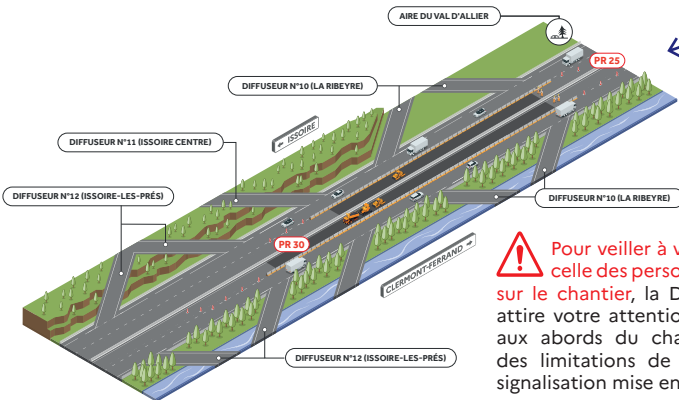 AIRE DU VAL D'ALLIER
PR 25
DIFFUSEUR N°10 (LA RIBEYRE)
← ISSOIRE
DIFFUSEUR N°11 (ISSOIRE CENTRE)
DIFFUSEUR N°12 (ISSOIRE-LES-PRÉS)
DIFFUSEUR N°10 (LA RIBEYRE)
PR 30
CLERMONT-FERRAND →
DIFFUSEUR N°12 (ISSOIRE-LES-PRÉS)
Pour veiller à v
celle des perso
sur le chantier, la D
attire votre attentio
aux abords du cha
des limitations de
signalisation mise en